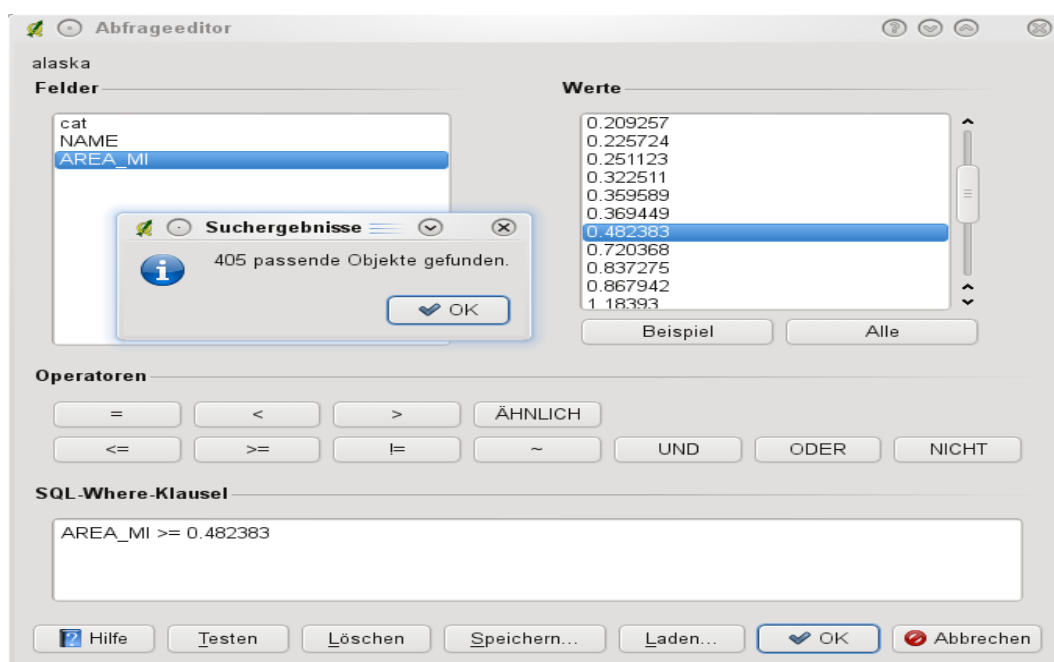 Abfrageeditor
alaska
Felder
cat
NAME
AREA_MI
Werte
0.209257
0.225724
0.251123
0.322511
0.359589
0.369449
0.482383
0.720368
0.837275
0.867942
1.18393
Suchergebnisse
405 passende Objekte gefunden.
OK
Beispiel
Alle
Operatoren
=
<
>
ÄHNLICH
<=
>=
!=
~
UND
ODER
NICHT
SQL-Where-Klausel
AREA_MI >= 0.482383
Hilfe
Testen
Löschen
Speichern...
Laden...
OK
Abbrechen